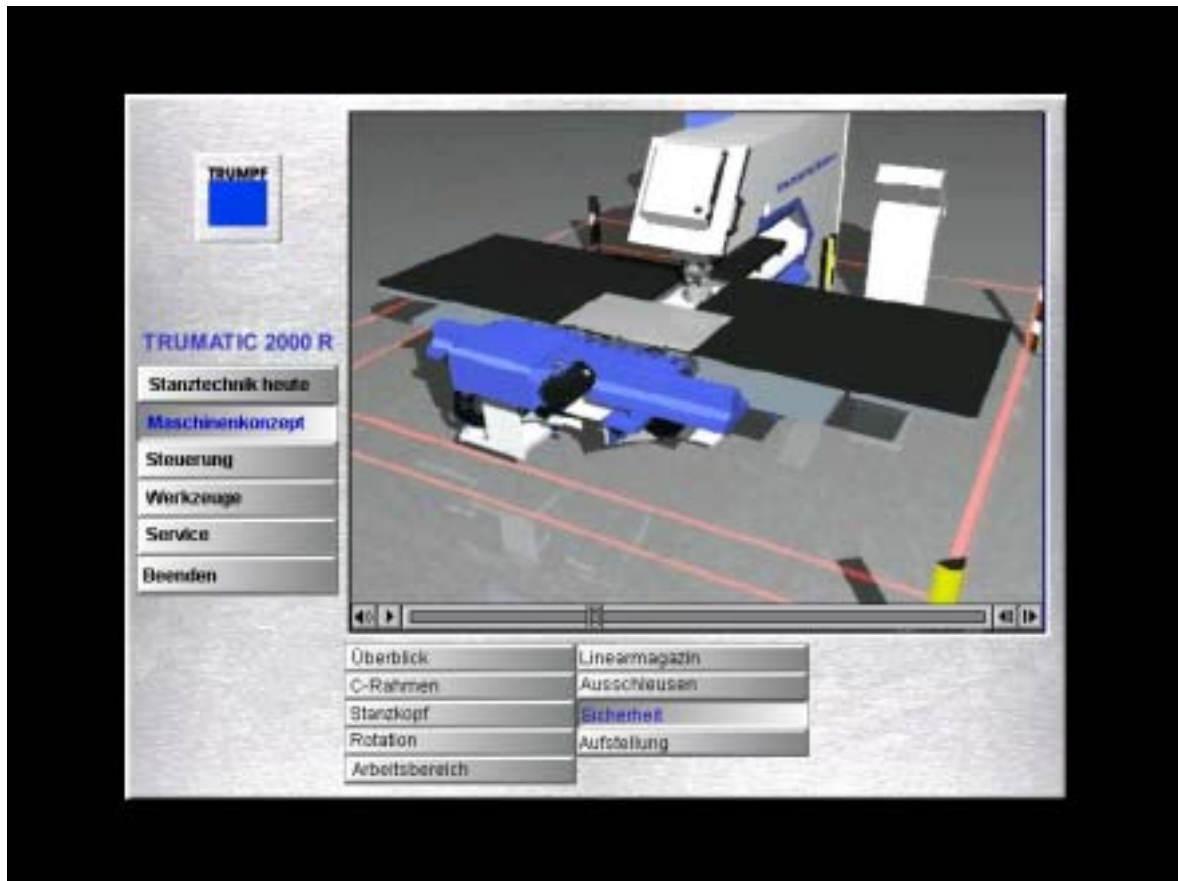 TRUMPF
TRUMATIC 2000 R
Stanztechnik heute
Maschinenkonzept
Steuerung
Werkzeuge
Service
Beenden
Überblick
C-Rahmen
Stanzkopf
Rotation
Arbeitsbereich
Linearmagazin
Ausschleusen
Sicherheit
Aufstellung